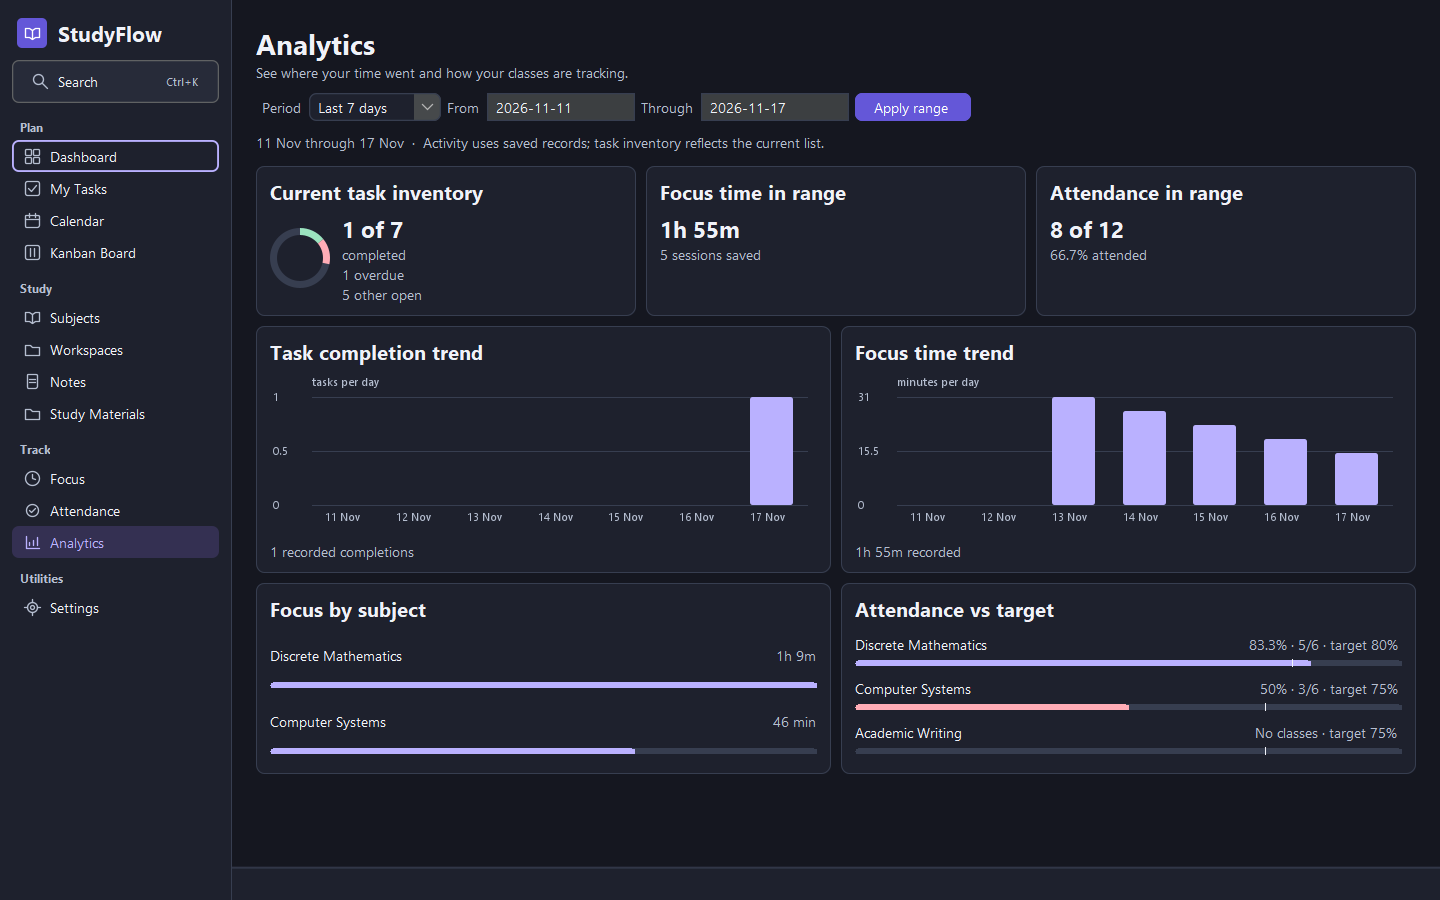 StudyFlow
Search Ctrl+K
Plan
Dashboard
My Tasks
Calendar
Kanban Board
Study
Subjects
Workspaces
Notes
Study Materials
Track
Focus
Attendance
Analytics
Utilities
Settings
Analytics
See where your time went and how your classes are tracking.
Period Last 7 days From 2026-11-11 Through 2026-11-17 Apply range
11 Nov through 17 Nov · Activity uses saved records; task inventory reflects the current list.
Current task inventory
1 of 7
completed
1 overdue
5 other open
Focus time in range
1h 55m
5 sessions saved
Attendance in range
8 of 12
66.7% attended
Task completion trend
tasks per day
1
0.5
0
11 Nov 12 Nov 13 Nov 14 Nov 15 Nov 16 Nov 17 Nov
1 recorded completions
Focus time trend
minutes per day
31
15.5
0
11 Nov 12 Nov 13 Nov 14 Nov 15 Nov 16 Nov 17 Nov
1h 55m recorded
Focus by subject
Discrete Mathematics 1h 9m
Computer Systems 46 min
Attendance vs target
Discrete Mathematics 83.3% · 5/6 · target 80%
Computer Systems 50% · 3/6 · target 75%
Academic Writing No classes · target 75%